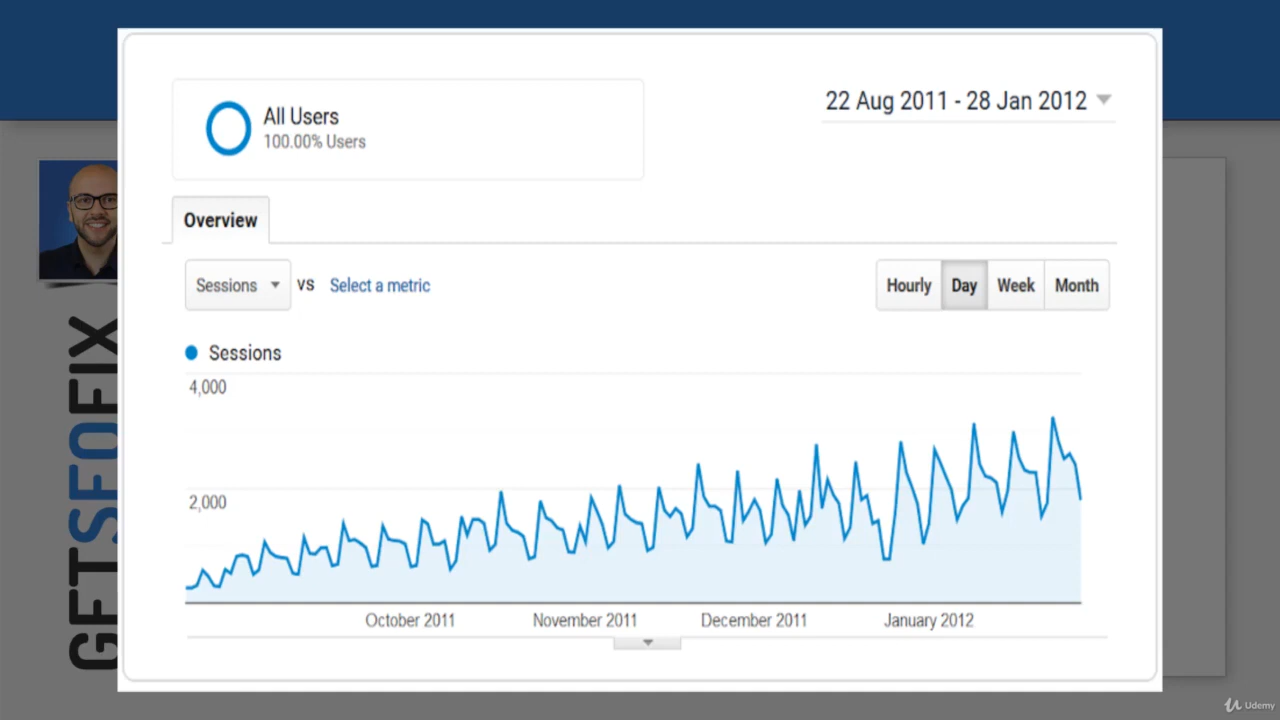 All Users
100.00% Users
22 Aug 2011 - 28 Jan 2012
Overview
Sessions
VS
Select a metric
Hourly
Day
Week
Month
Sessions
4,000
2,000
October 2011
November 2011
December 2011
January 2012
GETSEOFIX
Udemy